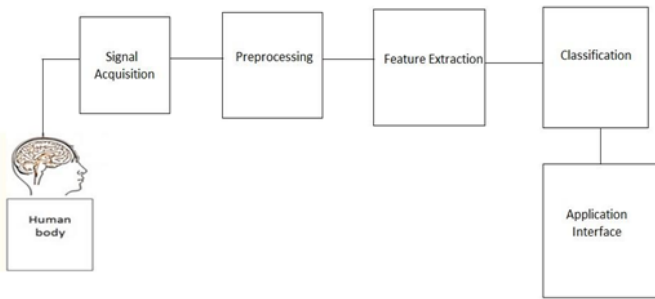 Signal
Acquisition
Preprocessing
Feature Extraction
Classification
Human
body
Application
Interface